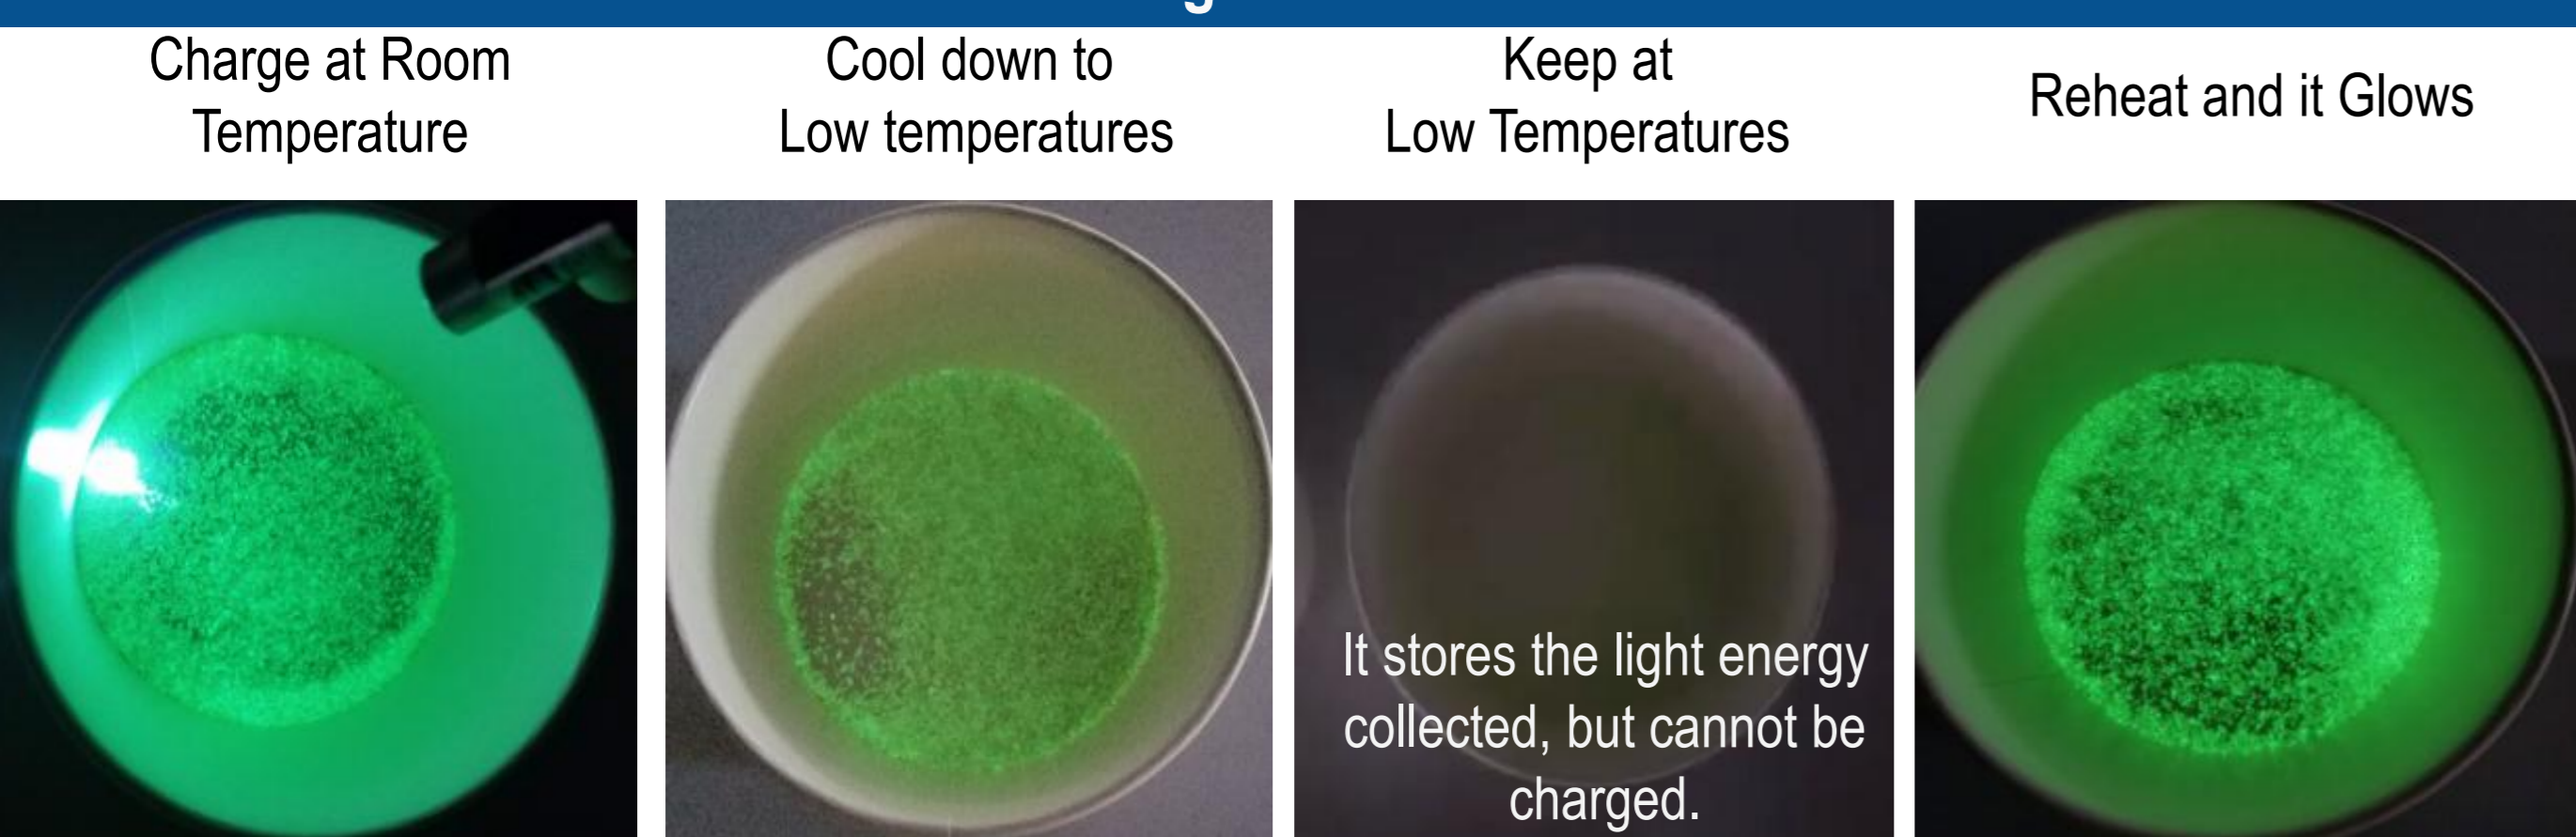 Charge at Room
Temperature
Cool down to
Low temperatures
Keep at
Low Temperatures
Reheat and it Glows
It stores the light energy
collected, but cannot be
charged.